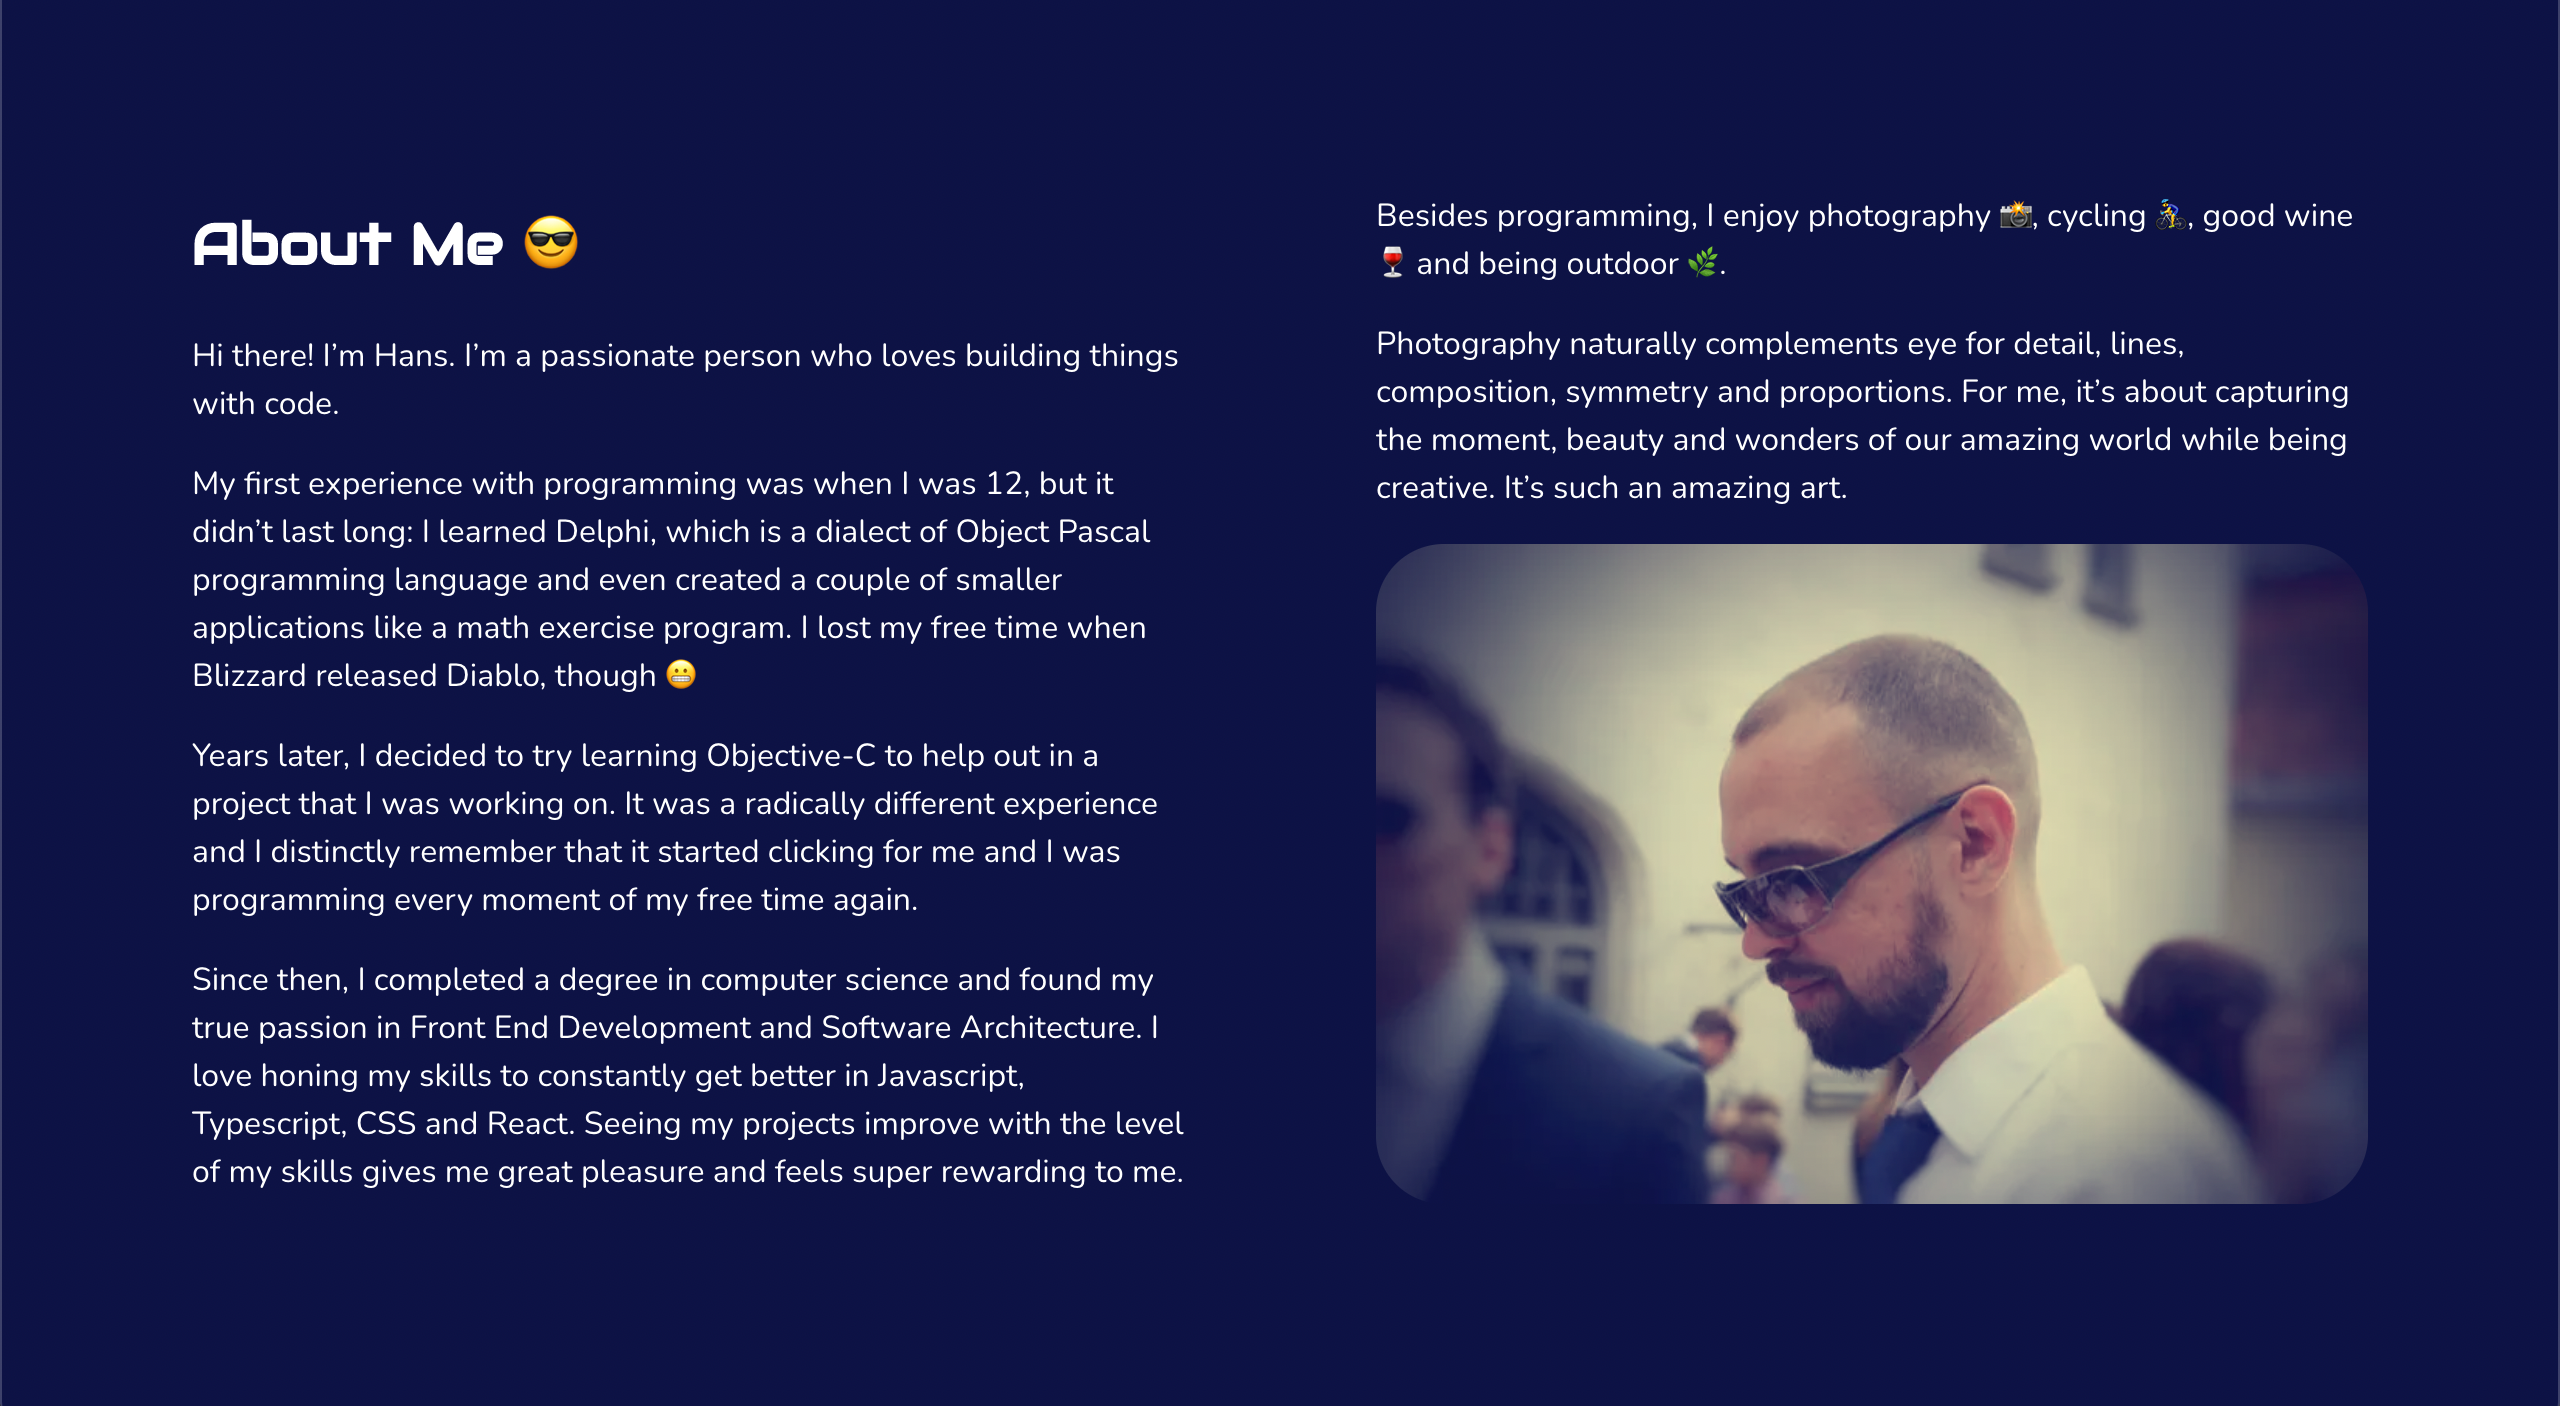 About Me 😎
Hi there! I’m Hans. I’m a passionate person who loves building things
with code.
My first experience with programming was when I was 12, but it
didn’t last long: I learned Delphi, which is a dialect of Object Pascal
programming language and even created a couple of smaller
applications like a math exercise program. I lost my free time when
Blizzard released Diablo, though 😬
Years later, I decided to try learning Objective-C to help out in a
project that I was working on. It was a radically different experience
and I distinctly remember that it started clicking for me and I was
programming every moment of my free time again.
Since then, I completed a degree in computer science and found my
true passion in Front End Development and Software Architecture. I
love honing my skills to constantly get better in Javascript,
Typescript, CSS and React. Seeing my projects improve with the level
of my skills gives me great pleasure and feels super rewarding to me.
Besides programming, I enjoy photography 📸, cycling 🚴, good wine
🍷 and being outdoor 🌿.
Photography naturally complements eye for detail, lines,
composition, symmetry and proportions. For me, it’s about capturing
the moment, beauty and wonders of our amazing world while being
creative. It’s such an amazing art.